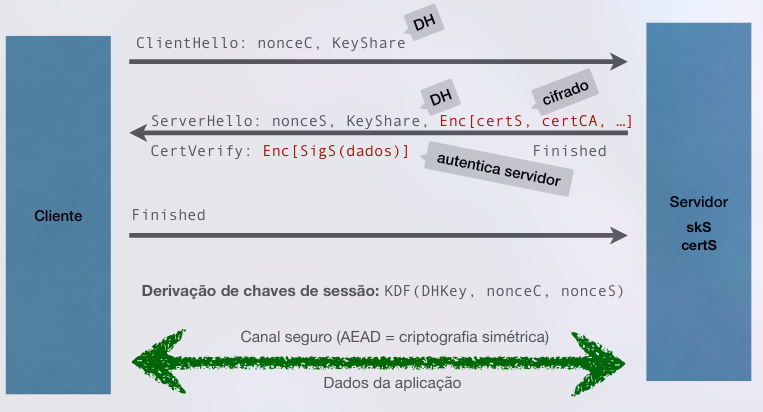 DH
ClientHello: nonceC, KeyShare
DH
cifrado
ServerHello: nonceS, KeyShare, Enc[certS, certCA, …]
CertVerify: Enc[SigS(dados)]
Finished
autentica servidor
Cliente
Servidor
skS
certS
Finished
Derivação de chaves de sessão: KDF(DHKey, nonceC, nonceS)
Canal seguro (AEAD = criptografia simétrica)
Dados da aplicação